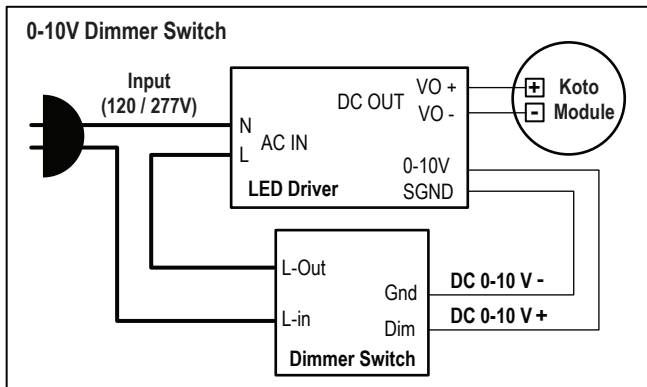 0-10V Dimmer Switch
Input
(120 / 277V)
N
AC IN
L
LED Driver
DC OUT
VO +
VO -
0-10V
SGND
+ Koto
- Module
L-Out
L-in
Gnd
Dim
Dimmer Switch
DC 0-10 V -
DC 0-10 V +